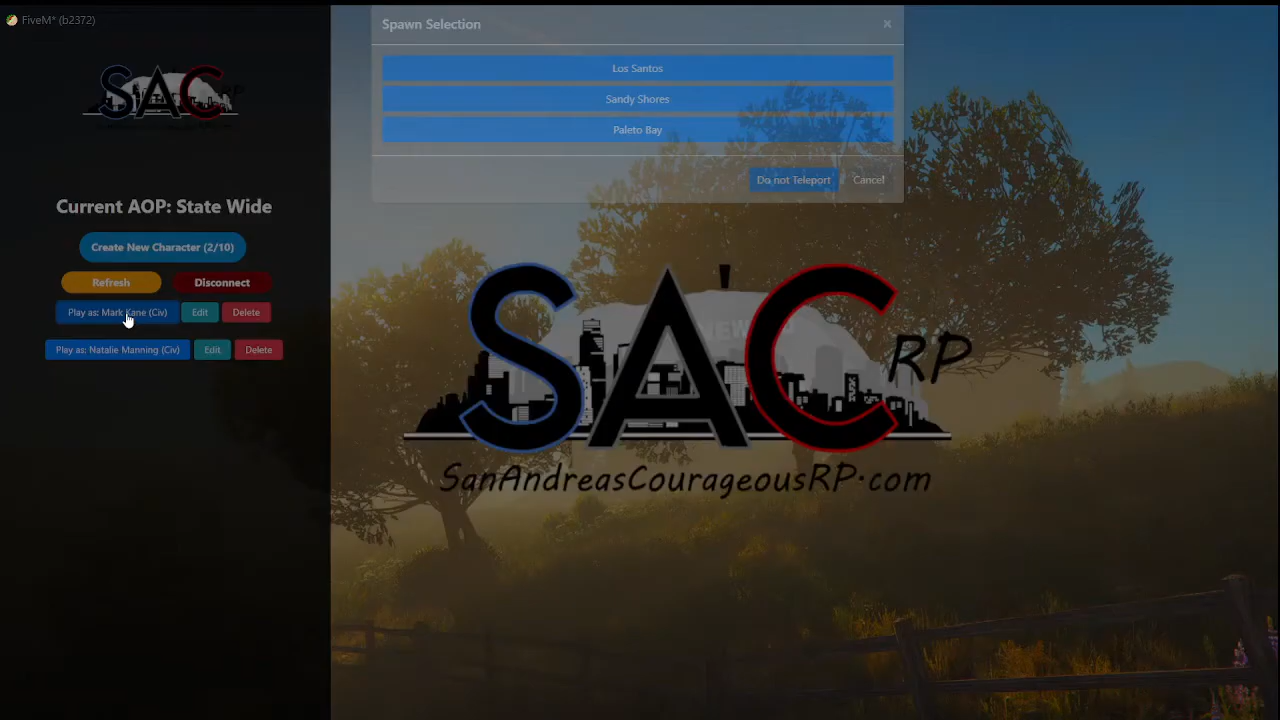 FiveM* (b2372)
SAC
Current AOP: State Wide
Create New Character (2/10)
Refresh Disconnect
Play as: Mark Kane (Civ) Edit Delete
Play as: Natalie Manning (Civ) Edit Delete
Spawn Selection ×
Los Santos
Sandy Shores
Paleto Bay
Do not Teleport Cancel
SAC RP
SanAndreasCourageousRP.com